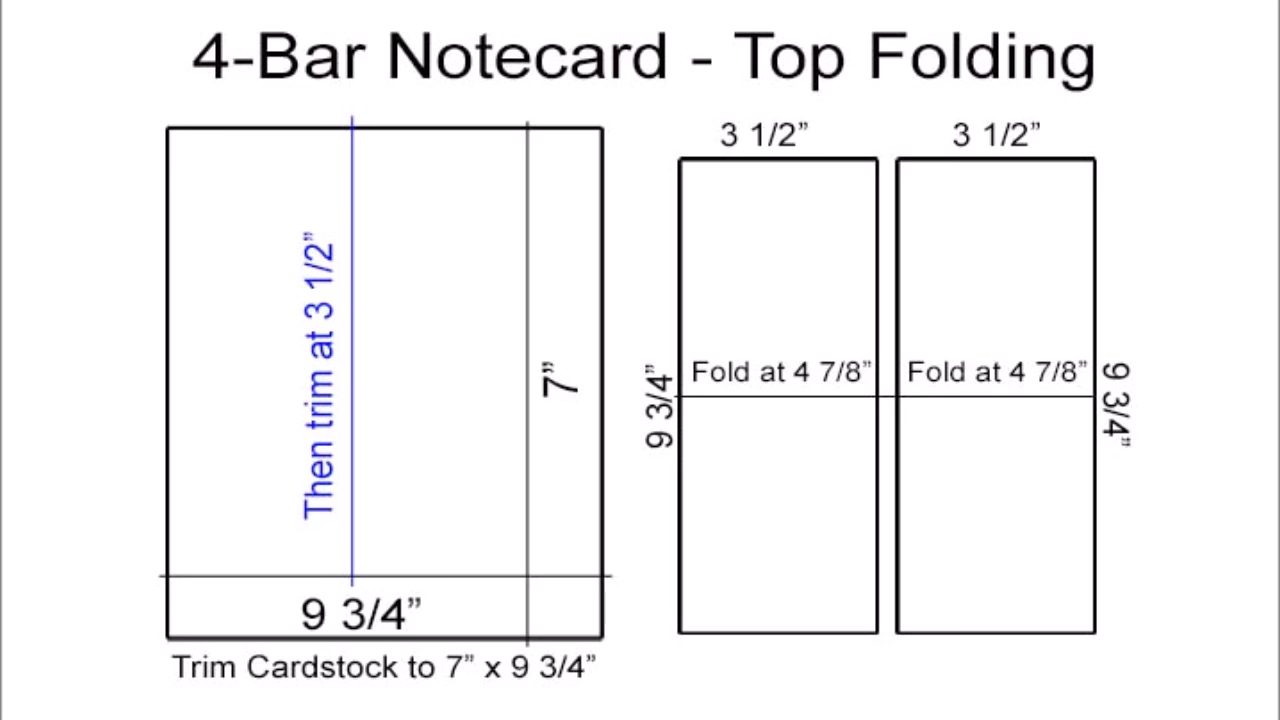 4-Bar Notecard - Top Folding
3 1/2” 3 1/2”
Then trim at 3 1/2”
7”
9 3/4”
Trim Cardstock to 7” x 9 3/4”
9 3/4”
Fold at 4 7/8” Fold at 4 7/8”
9 3/4”